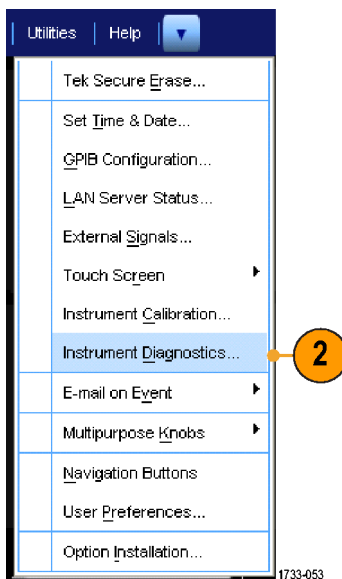 Utilities | Help
Tek Secure Erase...
Set Time & Date...
GPIB Configuration...
LAN Server Status...
External Signals...
Touch Screen
Instrument Calibration...
Instrument Diagnostics...
2
E-mail on Event
Multipurpose Knobs
Navigation Buttons
User Preferences...
Option Installation...
1733-053